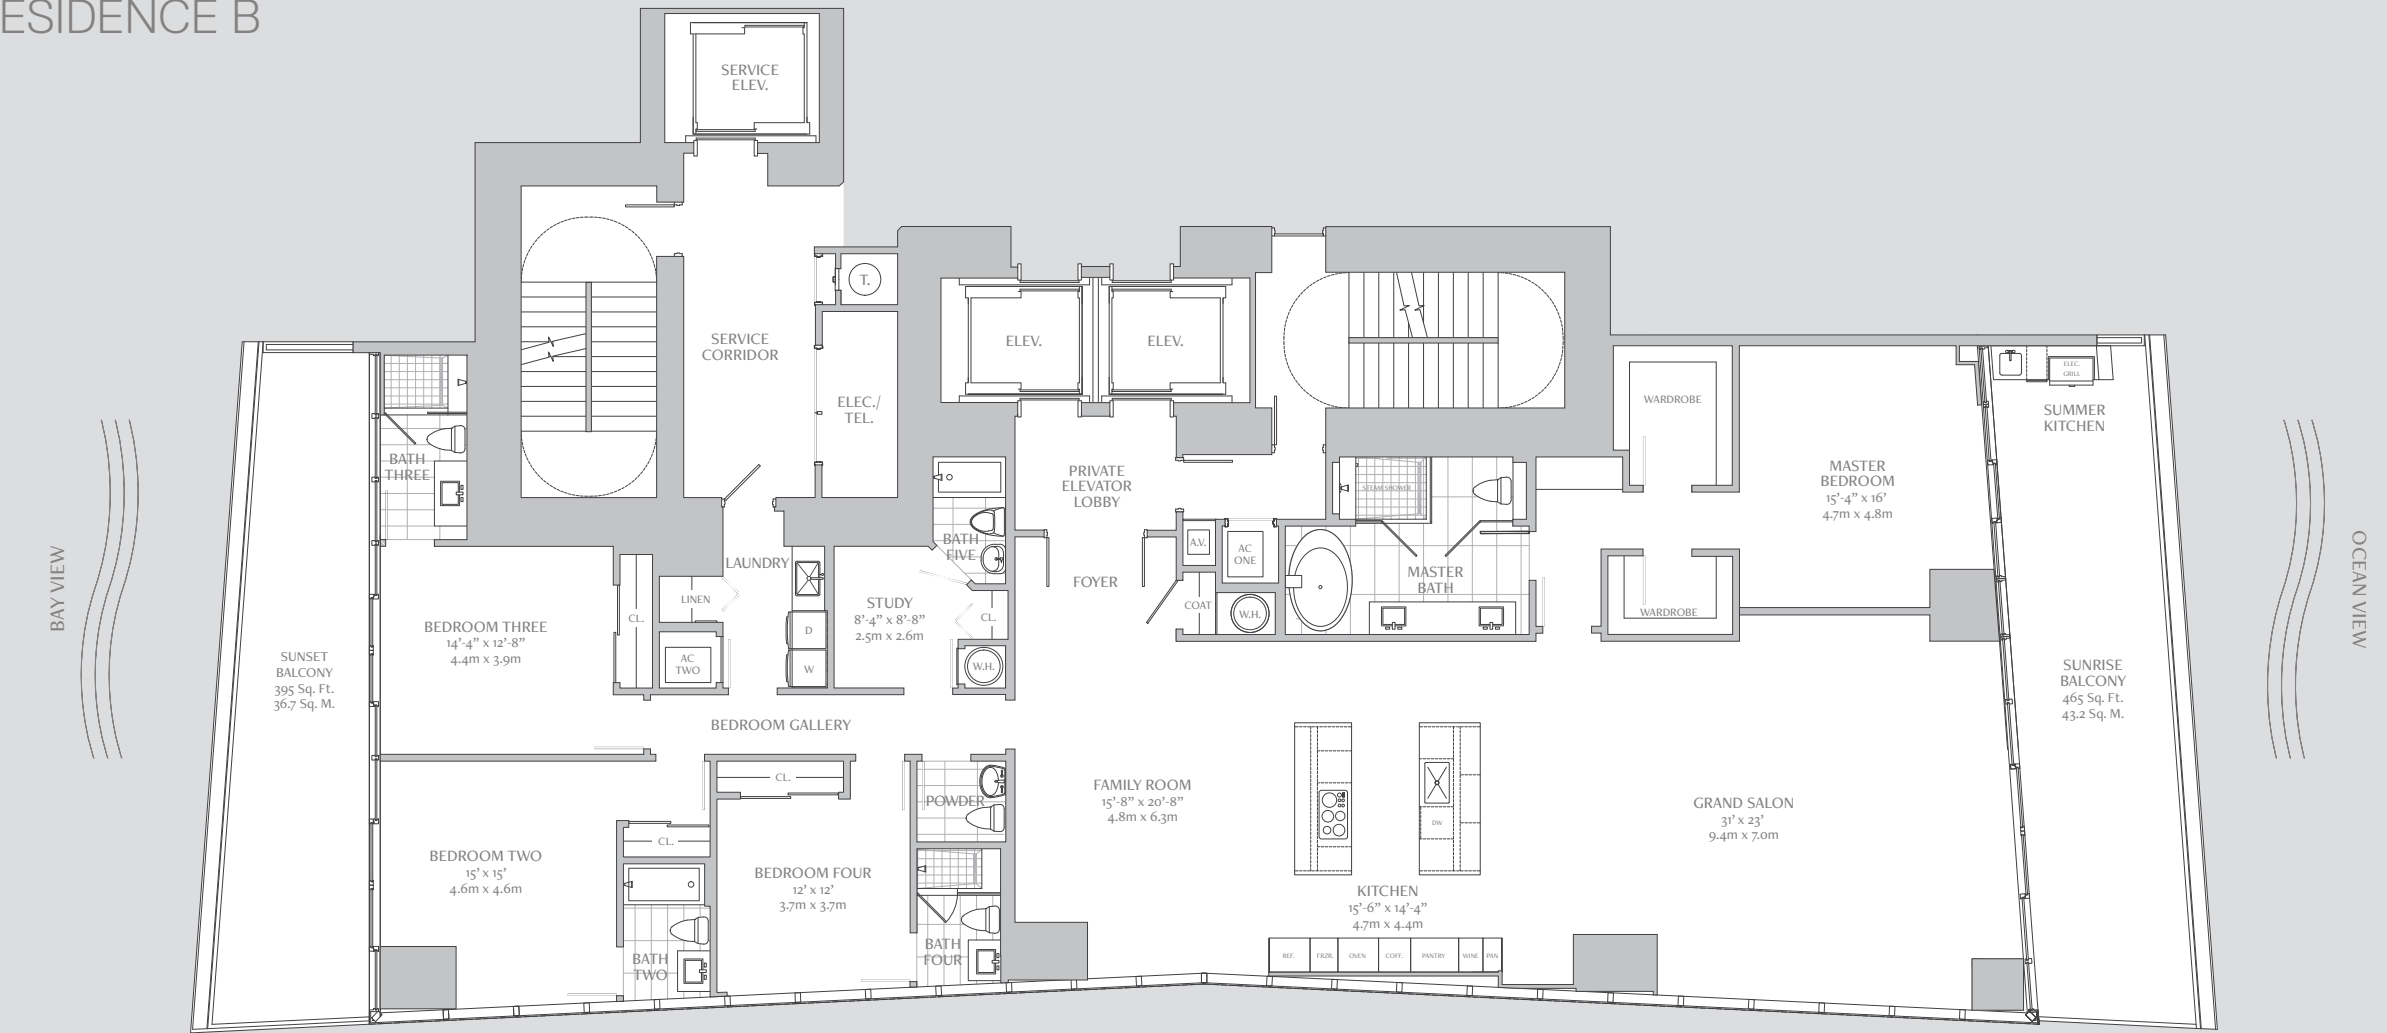 ESIDENCE B
SERVICE
ELEV.
T.
SERVICE
CORRIDOR
ELEC./
TEL.
ELEV.
ELEV.
PRIVATE
ELEVATOR
LOBBY
STEAM SHOWER
WARDROBE
MASTER
BEDROOM
15'-4” x 16'
4.7m x 4.8m
ELEC.
GRILL
SUMMER
KITCHEN
BATH
THREE
BATH
FIVE
LAUNDRY
LINEN
AC
TWO
D
W
STUDY
8'-4” x 8'-8”
2.5m x 2.6m
CL.
W.H.
FOYER
A.V.
AC
ONE
COAT
W.H.
MASTER
BATH
WARDROBE
BAY VIEW
OCEAN VIEW
SUNSET
BALCONY
395 Sq. Ft.
36.7 Sq. M.
BEDROOM THREE
14'-4” x 12'-8”
4.4m x 3.9m
CL.
SUNRISE
BALCONY
465 Sq. Ft.
43.2 Sq. M.
BEDROOM GALLERY
CL.
POWDER
FAMILY ROOM
15'-8” x 20'-8”
4.8m x 6.3m
DW
GRAND SALON
31' x 23'
9.4m x 7.0m
BEDROOM TWO
15' x 15'
4.6m x 4.6m
CL.
BEDROOM FOUR
12' x 12'
3.7m x 3.7m
KITCHEN
15'-6” x 14'-4”
4.7m x 4.4m
BATH
TWO
BATH
FOUR
REF.
FRZR.
OVEN
COFF.
PANTRY
WINE
PAN